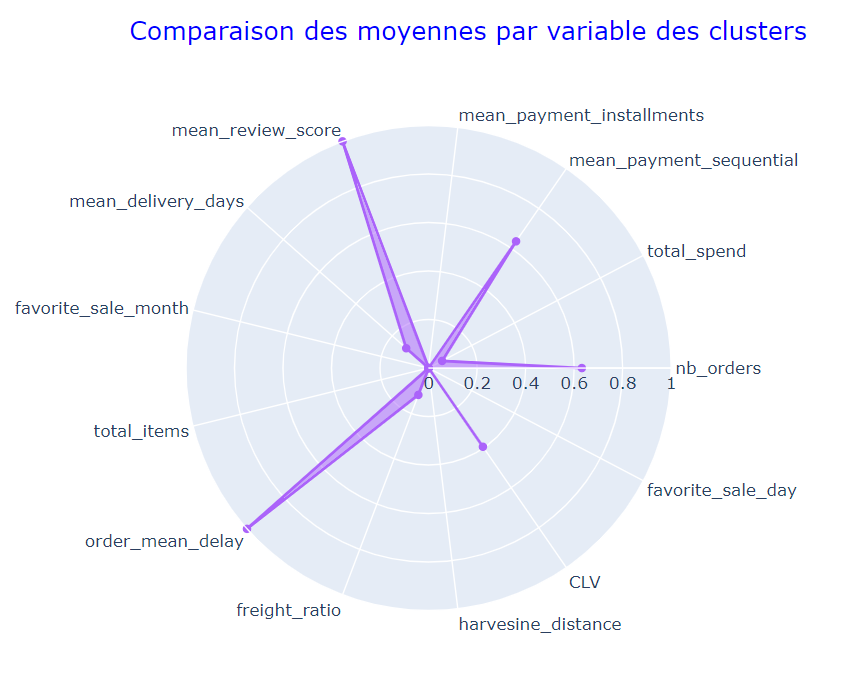 Comparaison des moyennes par variable des clusters
mean_payment_installments
mean_review_score
mean_payment_sequential
mean_delivery_days
total_spend
favorite_sale_month
nb_orders
0 0.2 0.4 0.6 0.8 1
total_items
favorite_sale_day
order_mean_delay
CLV
freight_ratio
harvesine_distance